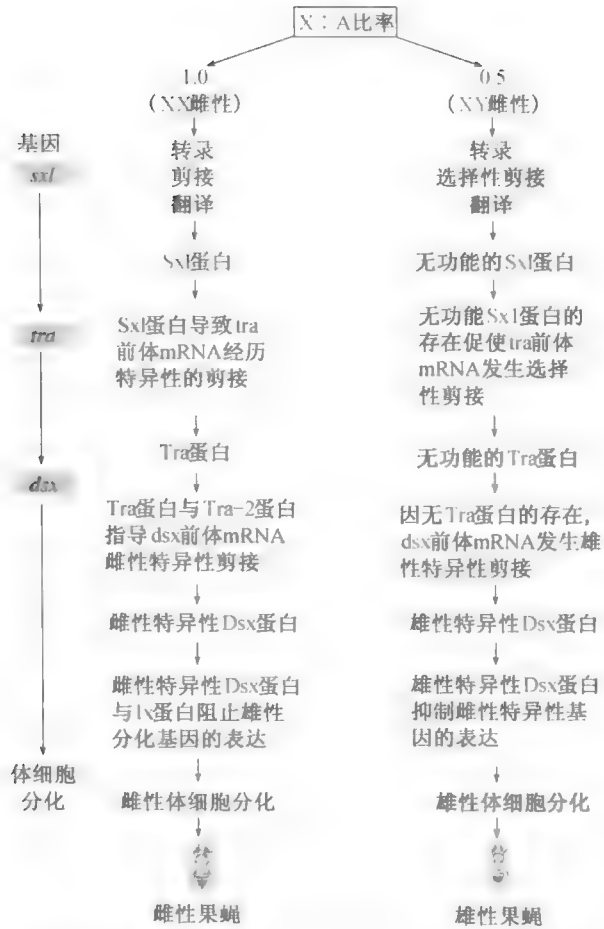 X：A比率
1.0
（XX雌性）
转录
剪接
翻译
Sxl蛋白
Sxl蛋白导致tra
前体mRNA经历
特异性的剪接
Tra蛋白
Tra蛋白与Tra-2蛋白
指导dsx前体mRNA
雌性特异性剪接
雌性特异性Dsx蛋白
雌性特异性Dsx蛋白
与Ix蛋白阻止雄性
分化基因的表达
雌性体细胞分化
雌性果蝇
0.5
（XY雌性）
转录
选择性剪接
翻译
无功能的Sxl蛋白
无功能Sxl蛋白的
存在促使tra前体
mRNA发生选择
性剪接
无功能的Tra蛋白
因无Tra蛋白的存在,
dsx前体mRNA发生雄
性特异性剪接
雄性特异性Dsx蛋白
雄性特异性Dsx蛋白
抑制雌性特异性基
因的表达
雄性体细胞分化
雄性果蝇
基因
sxl
tra
dsx
体细胞
分化